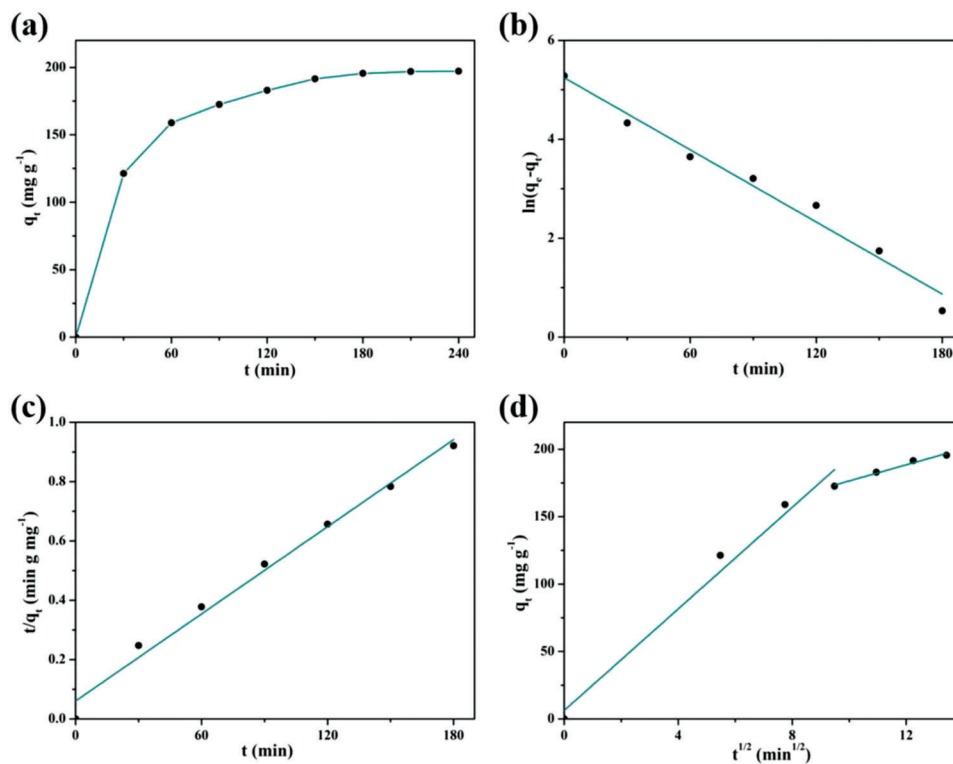 (a)
q_t (mg g^-1)
200
150
100
50
0
0 60 120 180 240
t (min)
(b)
ln(q_e -q_t)
6
4
2
0
0 60 120 180
t (min)
(c)
t/q_t (min g mg^-1)
1.0
0.8
0.6
0.4
0.2
0.0
0 60 120 180
t (min)
(d)
q_t (mg g^-1)
200
150
100
50
0
0 4 8 12
t^1/2 (min^1/2)